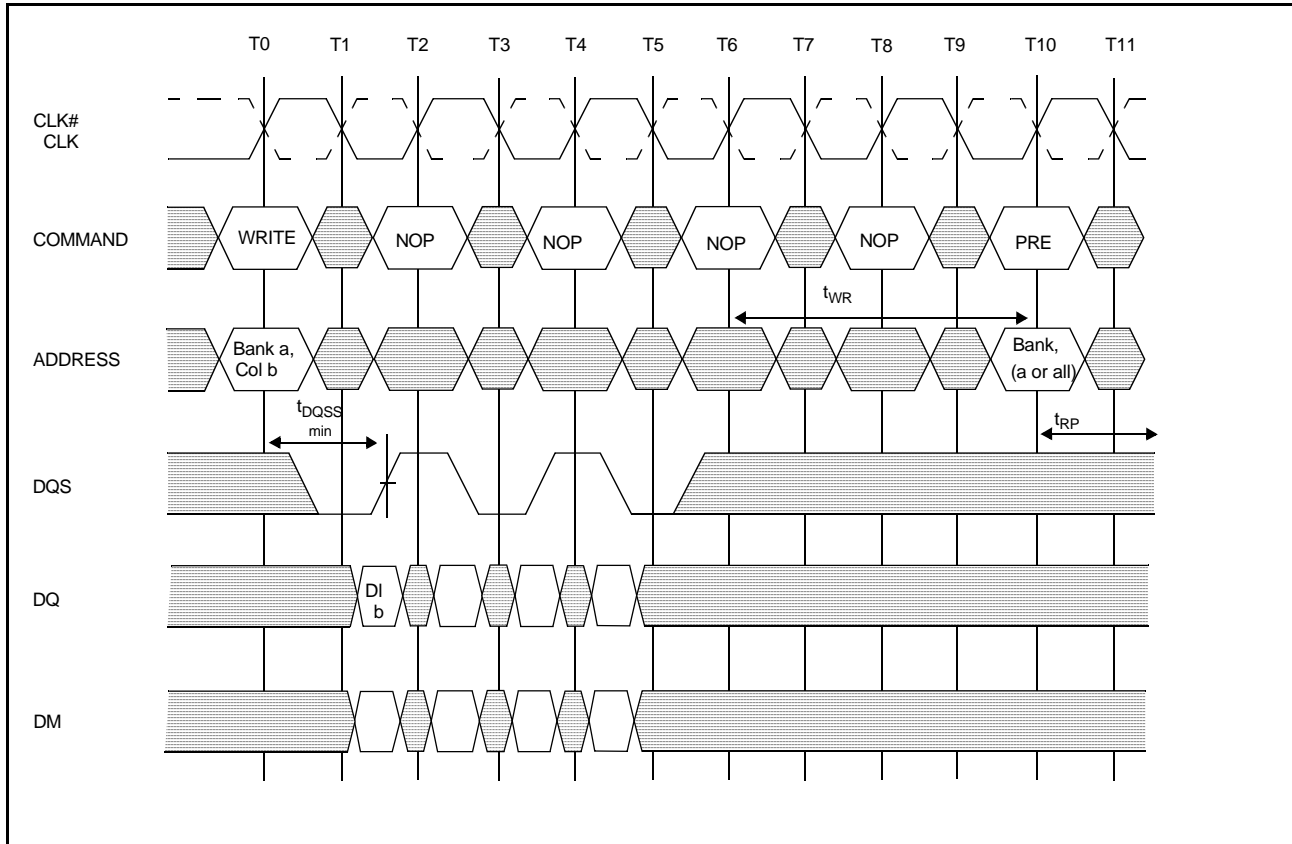 T0 T1 T2 T3 T4 T5 T6 T7 T8 T9 T10 T11
CLK#
CLK
COMMAND WRITE NOP NOP NOP NOP PRE
tWR
ADDRESS Bank a, Bank,
Col b (a or all)
tDQSS tRP
min
DQS
DQ DI
b
DM